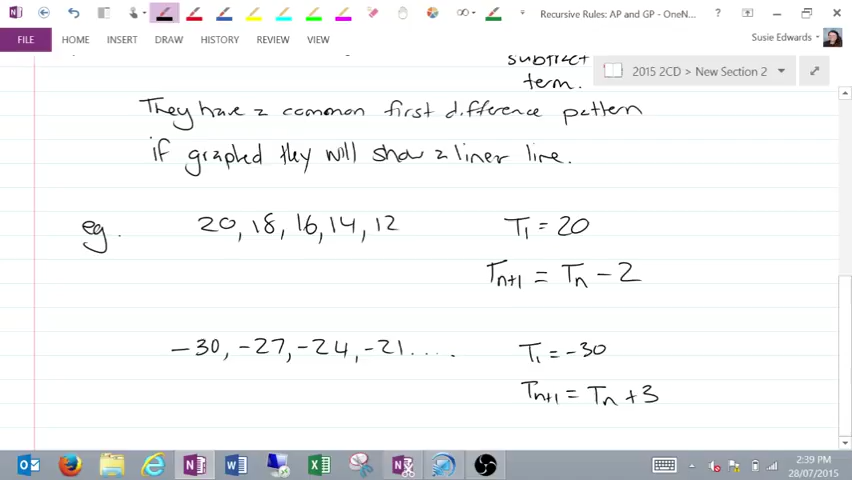 Recursive Rules: AP and GP - OneN...
FILE HOME INSERT DRAW HISTORY REVIEW VIEW
Susie Edwards
2015 2CD > New Section 2
subtract
term.
They have a common first difference pattern
if graphed they will show a liner line.
eg. 20, 18, 16, 14, 12 T1 = 20
Tn+1 = Tn - 2
-30, -27, -24, -21.... T1 = -30
Tn+1 = Tn + 3
2:39 PM
28/07/2015